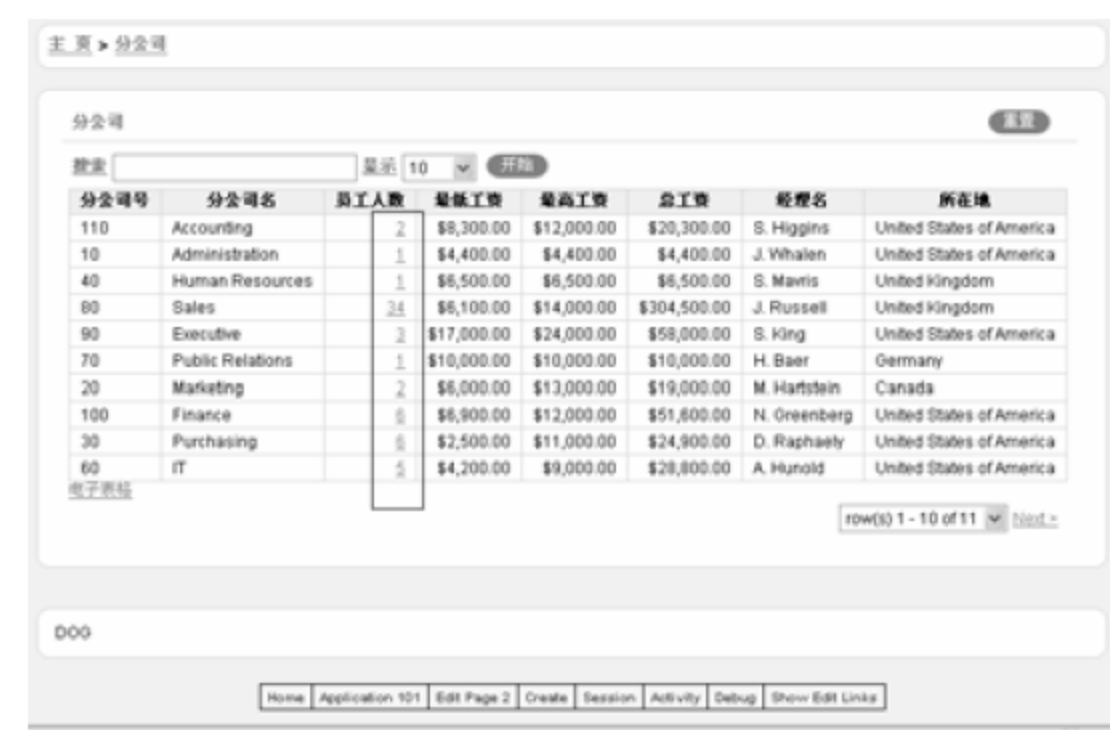 主 页 > 分公司
分公司 重置
搜索 显示 10 开始
分公司号 分公司名 员工人数 最低工资 最高工资 总工资 经理名 所在地
110 Accounting 2 $8,300.00 $12,000.00 $20,300.00 S. Higgins United States of America
10 Administration 1 $4,400.00 $4,400.00 $4,400.00 J. Whalen United States of America
40 Human Resources 1 $6,500.00 $6,500.00 $6,500.00 S. Mavris United Kingdom
80 Sales 34 $6,100.00 $14,000.00 $304,500.00 J. Russell United Kingdom
90 Executive 3 $17,000.00 $24,000.00 $58,000.00 S. King United States of America
70 Public Relations 1 $10,000.00 $10,000.00 $10,000.00 H. Baer Germany
20 Marketing 2 $6,000.00 $13,000.00 $19,000.00 M. Hartstein Canada
100 Finance 6 $6,900.00 $12,000.00 $51,600.00 N. Greenberg United States of America
30 Purchasing 6 $2,500.00 $11,000.00 $24,900.00 D. Raphaely United States of America
60 IT 5 $4,200.00 $9,000.00 $28,800.00 A. Hunold United States of America
电子表格
row(s) 1 - 10 of 11 Next >
DOG
Home Application 101 Edit Page 2 Create Session Activity Debug Show Edit Links